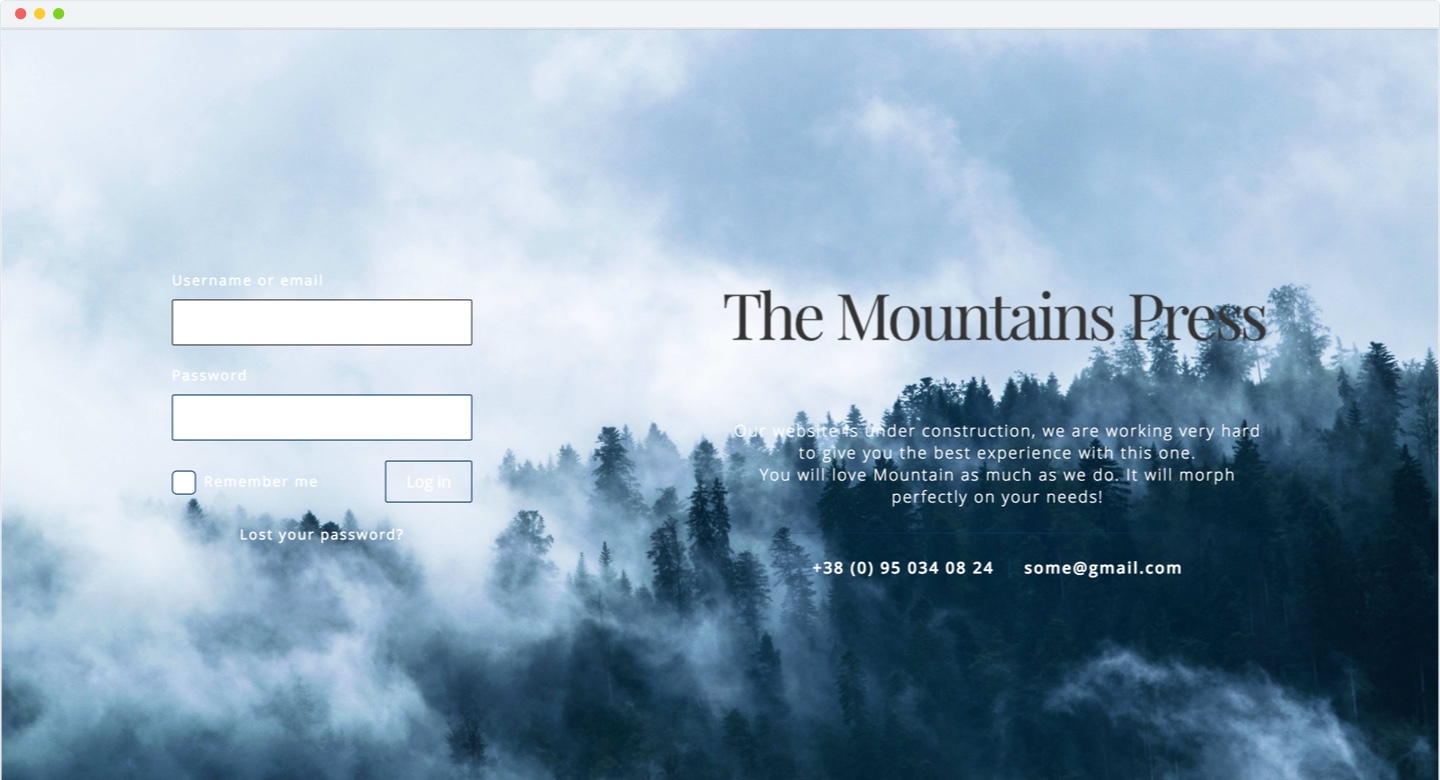 Username or email
Password
Remember me
Log in
Lost your password?
The Mountains Press
Our website is under construction, we are working very hard
to give you the best experience with this one.
You will love Mountain as much as we do. It will morph
perfectly on your needs!
+38 (0) 95 034 08 24 some@gmail.com